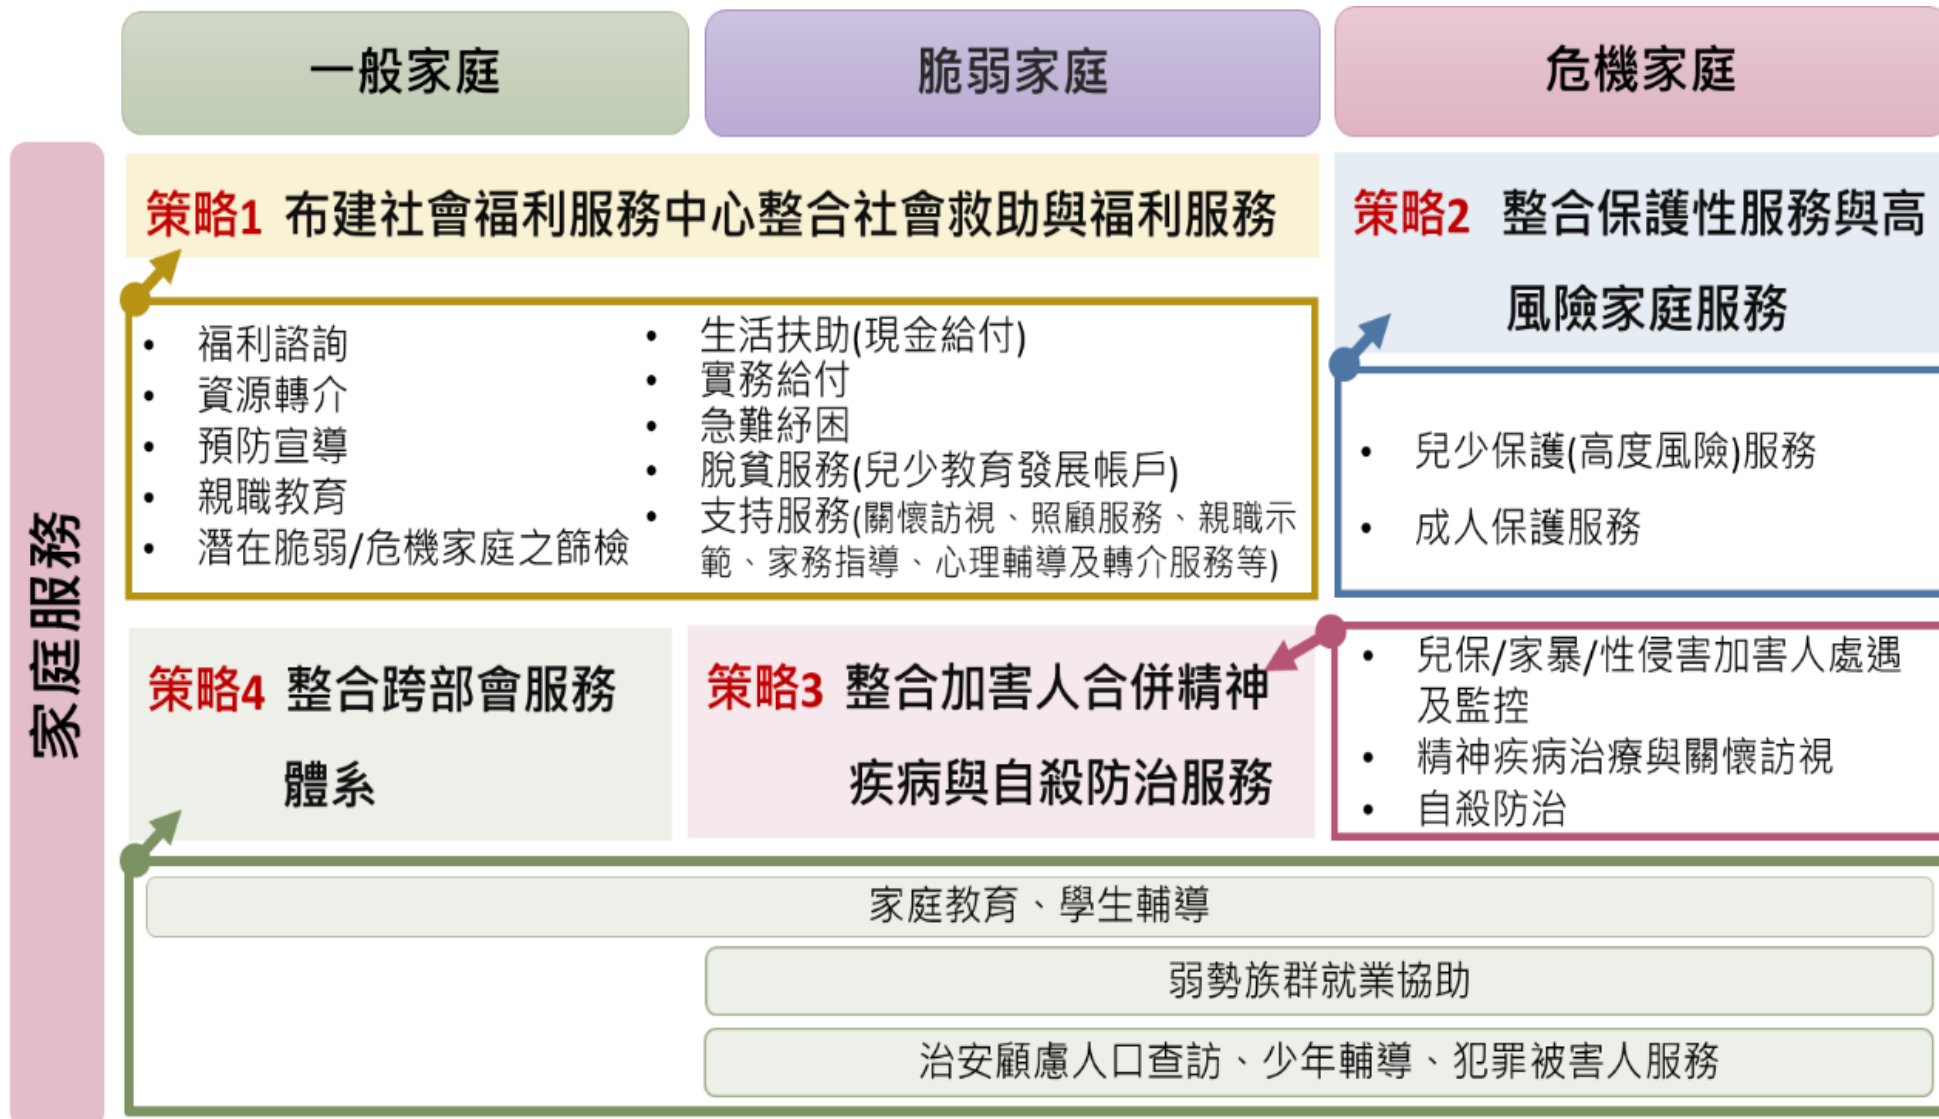 一般家庭
脆弱家庭
危機家庭
家庭服務
策略1 布建社會福利服務中心整合社會救助與福利服務
策略2 整合保護性服務與高
風險家庭服務
• 福利諮詢
• 資源轉介
• 預防宣導
• 親職教育
• 潛在脆弱/危機家庭之篩檢
• 生活扶助(現金給付)
• 實務給付
• 急難紓困
• 脫貧服務(兒少教育發展帳戶)
• 支持服務(關懷訪視、照顧服務、親職示
範、家務指導、心理輔導及轉介服務等)
• 兒少保護(高度風險)服務
• 成人保護服務
策略4 整合跨部會服務
體系
策略3 整合加害人合併精神
疾病與自殺防治服務
• 兒保/家暴/性侵害加害人處遇
及監控
• 精神疾病治療與關懷訪視
• 自殺防治
家庭教育、學生輔導
弱勢族群就業協助
治安顧慮人口查訪、少年輔導、犯罪被害人服務